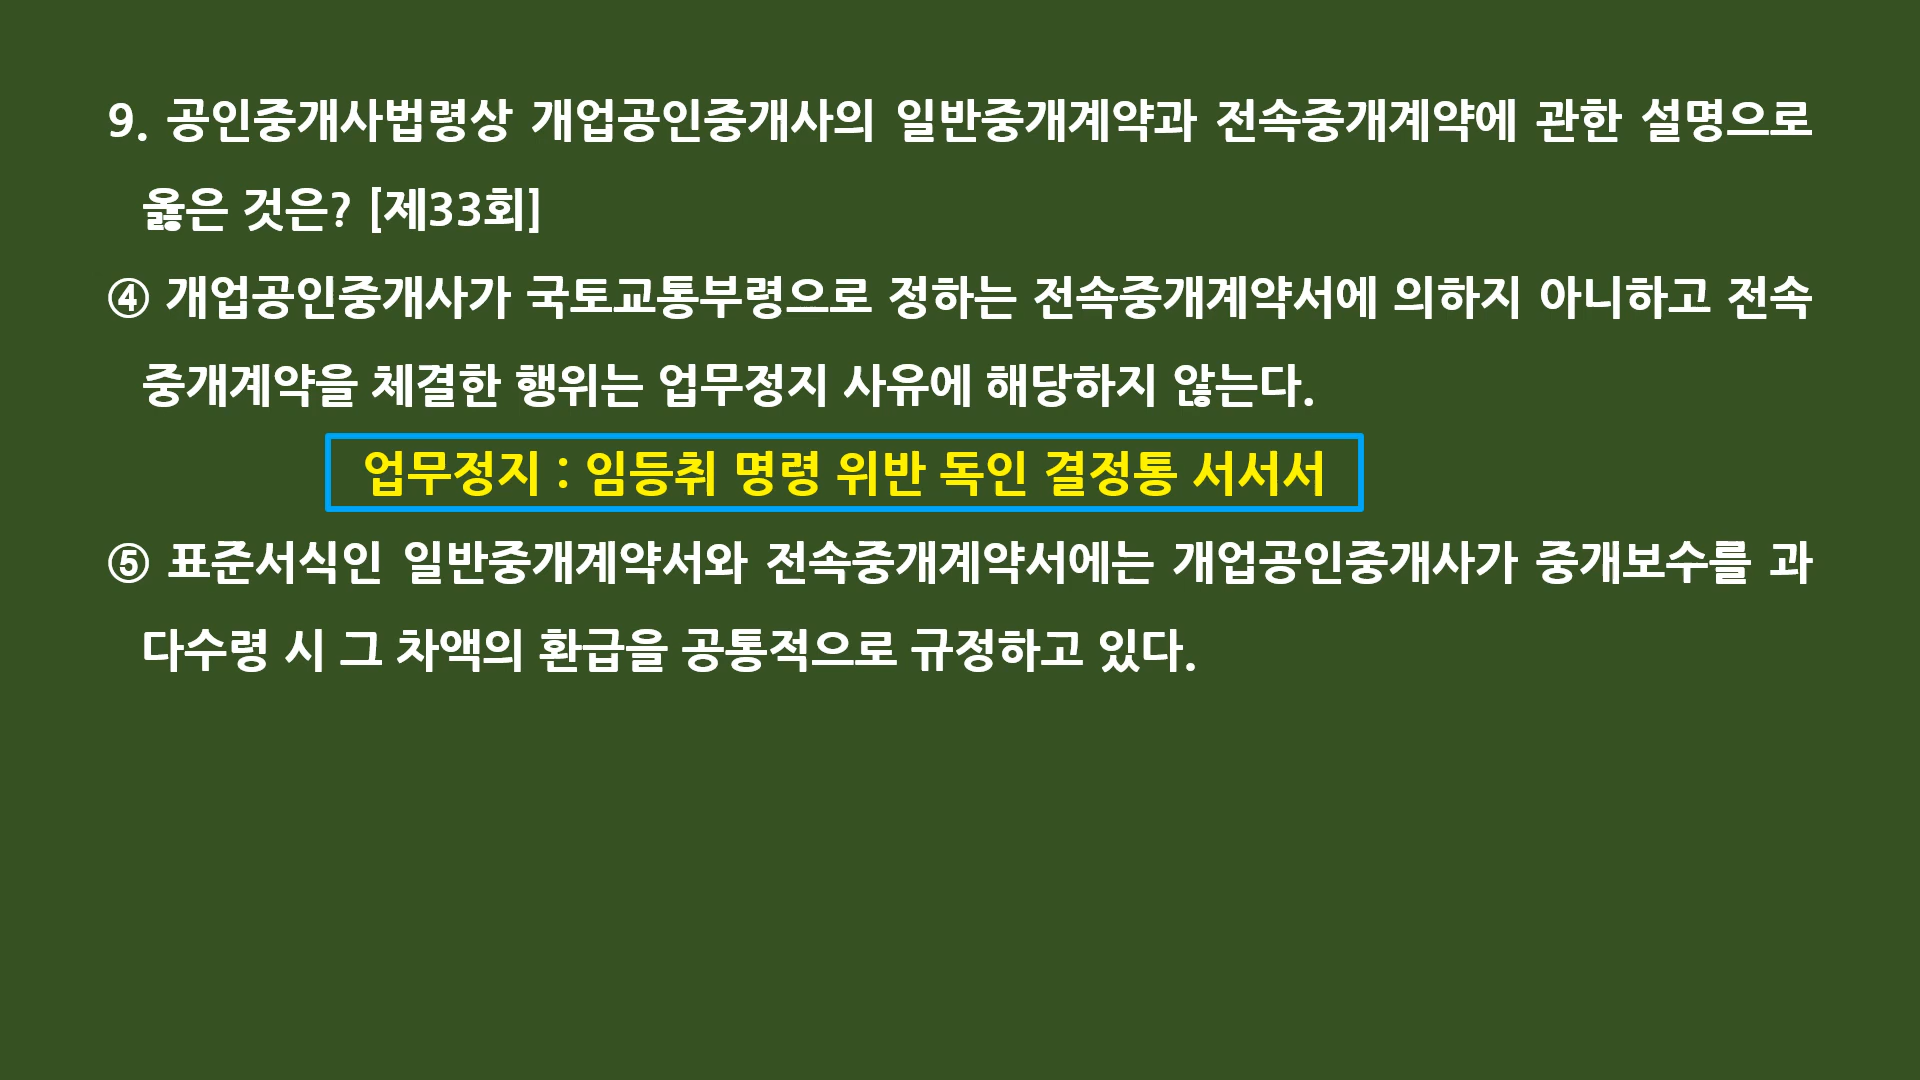 9. 공인중개사법령상 개업공인중개사의 일반중개계약과 전속중개계약에 관한 설명으로
옳은 것은? [제33회]
④ 개업공인중개사가 국토교통부령으로 정하는 전속중개계약서에 의하지 아니하고 전속
중개계약을 체결한 행위는 업무정지 사유에 해당하지 않는다.
업무정지 : 임등취 명령 위반 독인 결정통 서서서
⑤ 표준서식인 일반중개계약서와 전속중개계약서에는 개업공인중개사가 중개보수를 과
다수령 시 그 차액의 환급을 공통적으로 규정하고 있다.